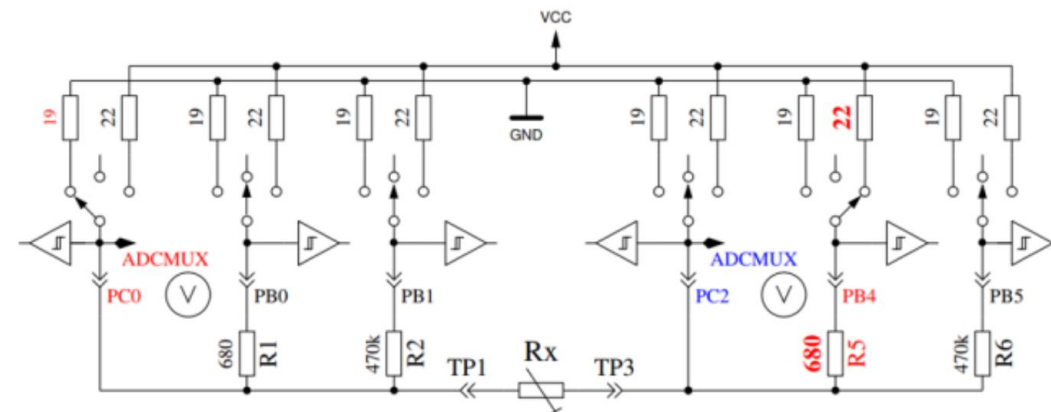 VCC
19
22
19
22
19
22
GND
19
22
19
22
19
22
ADCMUX
ADCMUX
PC0
V
PB0
PB1
PC2
V
PB4
PB5
680
R1
470k
R2
TP1
Rx
TP3
680
R5
470k
R6